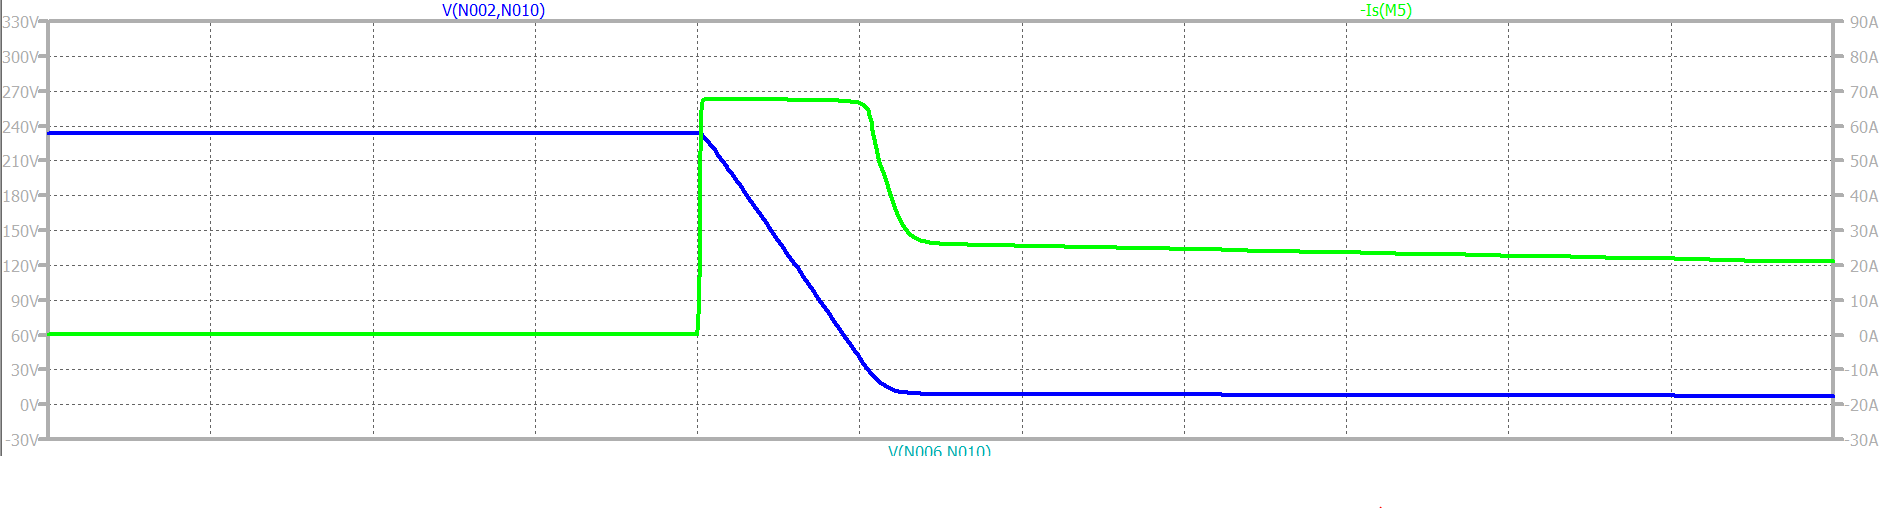 V(N002,N010) -Is(M5)
330V 90A
300V 80A
270V 70A
240V 60A
210V 50A
180V 40A
150V 30A
120V 20A
90V 10A
60V 0A
30V -10A
0V -20A
-30V -30A
V(N006,N010)